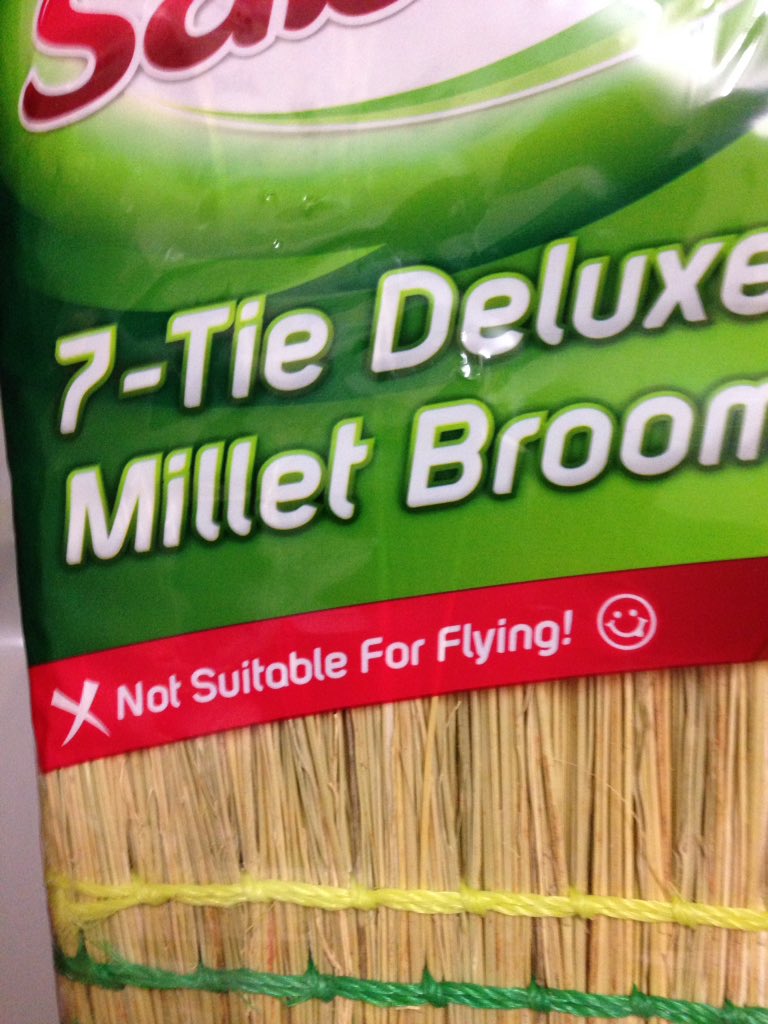 7-Tie Deluxe
Millet Broom
Not Suitable For Flying!